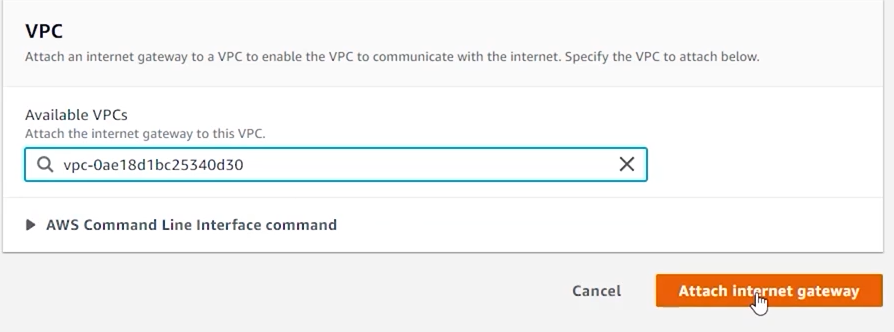 VPC
Attach an internet gateway to a VPC to enable the VPC to communicate with the internet. Specify the VPC to attach below.
Available VPCs
Attach the internet gateway to this VPC.
vpc-0ae18d1bc25340d30
AWS Command Line Interface command
Cancel
Attach internet gateway